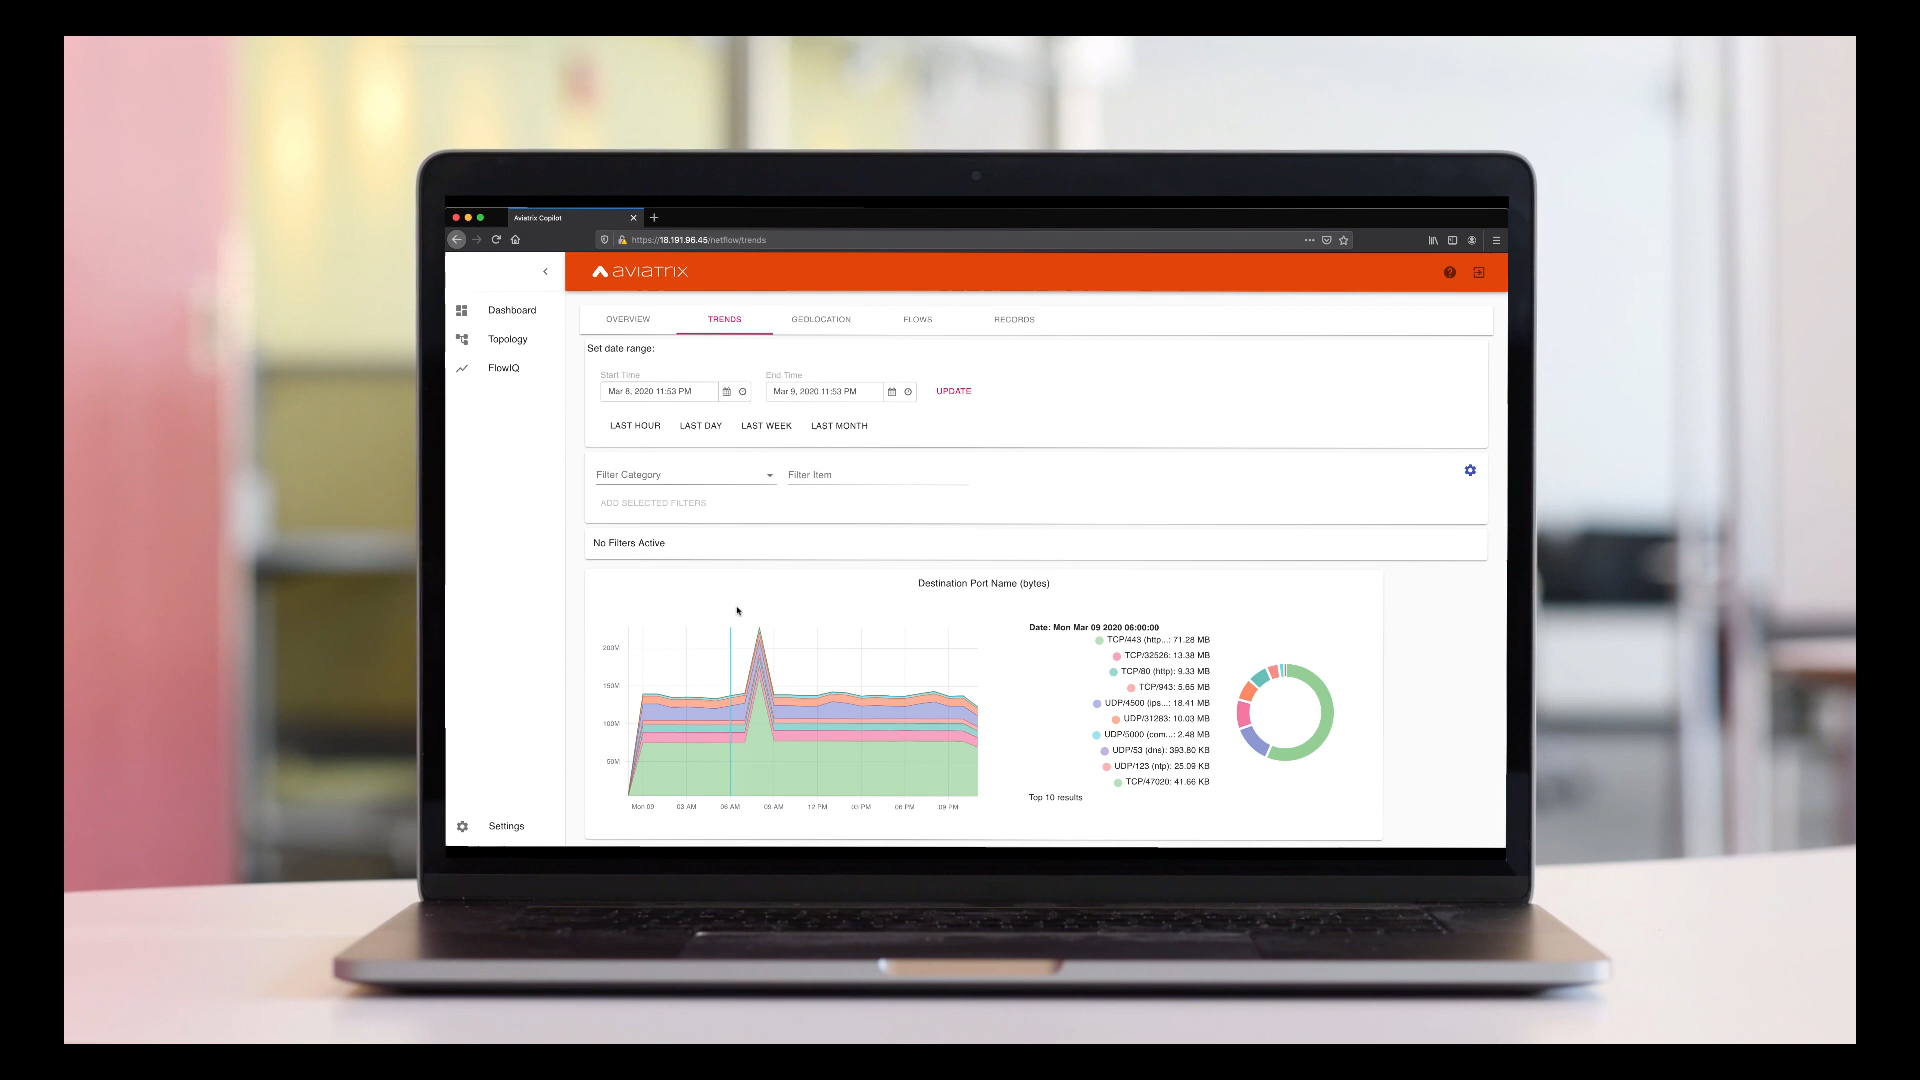 Aviatrix Copilot
https://18.191.96.45/netflow/trends
aviatrix
Dashboard
Topology
FlowIQ
Settings
OVERVIEW TRENDS GEOLOCATION FLOWS RECORDS
Set date range:
Start Time End Time
Mar 8, 2020 11:53 PM Mar 9, 2020 11:53 PM UPDATE
LAST HOUR LAST DAY LAST WEEK LAST MONTH
Filter Category Filter Item
ADD SELECTED FILTERS
No Filters Active
Destination Port Name (bytes)
200M
150M
100M
50M
Mon 09 03 AM 06 AM 09 AM 12 PM 03 PM 06 PM 09 PM
Date: Mon Mar 09 2020 06:00:00
TCP/443 (http...: 71.28 MB
TCP/32526: 13.38 MB
TCP/80 (http): 9.33 MB
TCP/943: 5.65 MB
UDP/4500 (ips...: 18.41 MB
UDP/31283: 10.03 MB
UDP/5000 (com...: 2.48 MB
UDP/53 (dns): 393.80 KB
UDP/123 (ntp): 25.09 KB
TCP/47020: 41.66 KB
Top 10 results